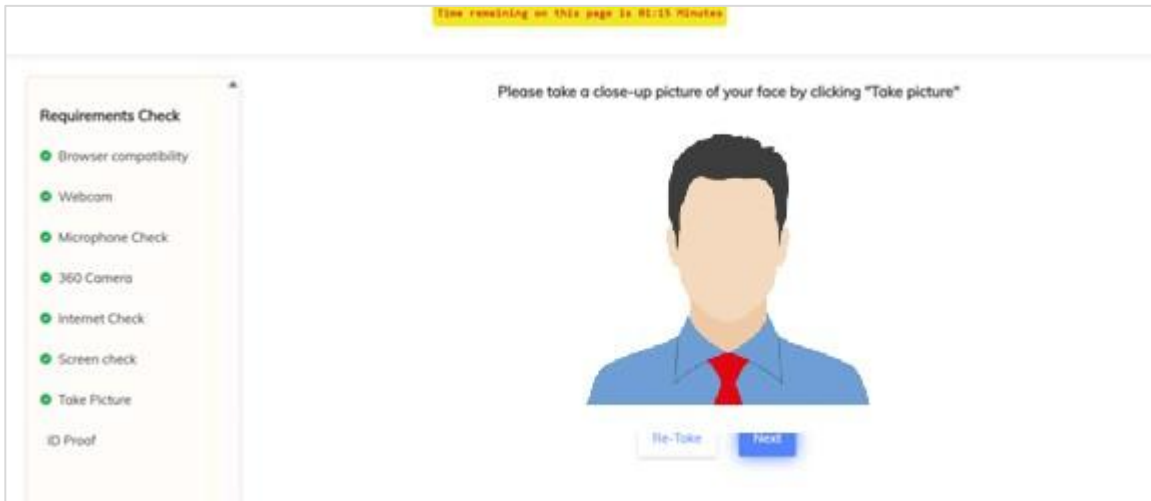 Time remaining on this page is 01:15 Minutes
Please take a close-up picture of your face by clicking "Take picture"
Requirements Check
Browser compatibility
Webcam
Microphone Check
360 Camera
Internet Check
Screen check
Take Picture
ID Proof
Re-Take
Next